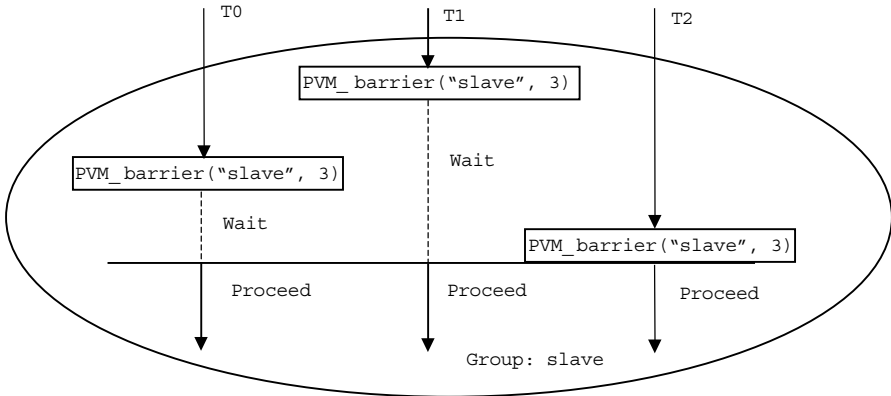 T0
T1
T2
PVM_ barrier(“slave”, 3)
Wait
PVM_barrier(“slave”, 3)
Wait
PVM_barrier(“slave”, 3)
Proceed
Proceed
Proceed
Group: slave